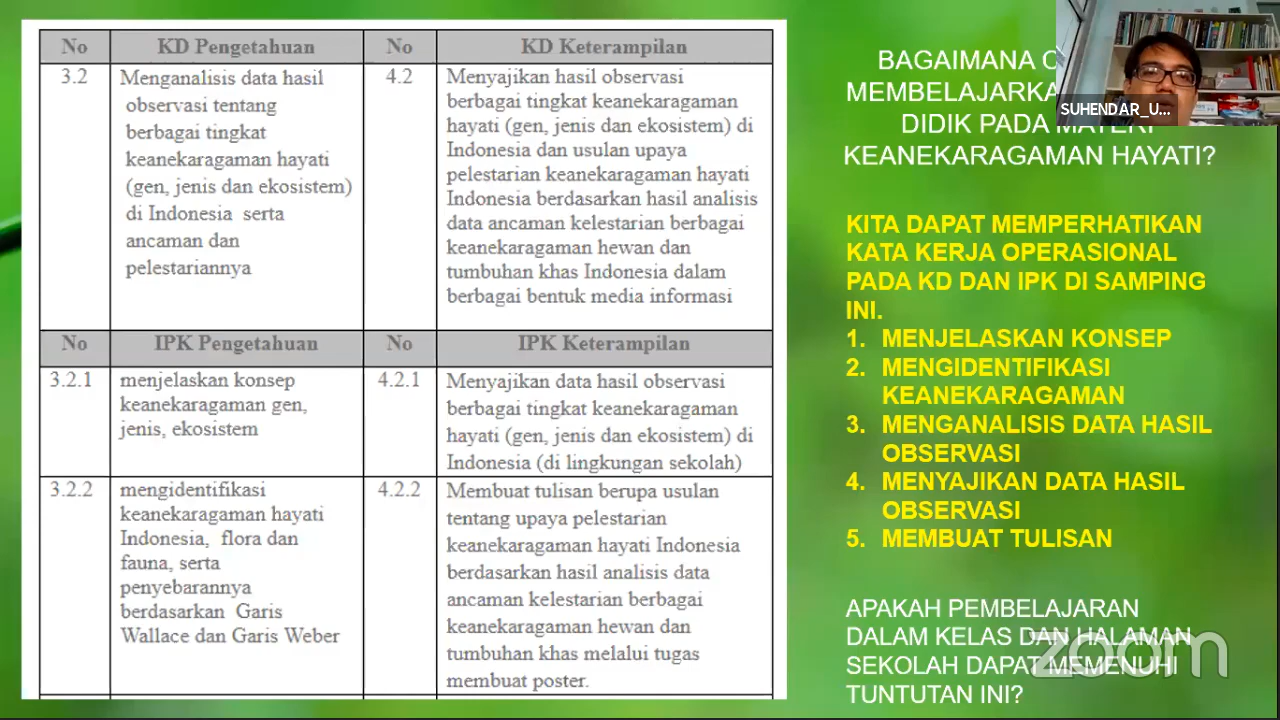 No KD Pengetahuan No KD Keterampilan
3.2 Menganalisis data hasil
observasi tentang
berbagai tingkat
keanekaragaman hayati
(gen, jenis dan ekosistem)
di Indonesia serta
ancaman dan
pelestariannya
4.2 Menyajikan hasil observasi
berbagai tingkat keanekaragaman
hayati (gen, jenis dan ekosistem) di
Indonesia dan usulan upaya
pelestarian keanekaragaman hayati
Indonesia berdasarkan hasil analisis
data ancaman kelestarian berbagai
keanekaragaman hewan dan
tumbuhan khas Indonesia dalam
berbagai bentuk media informasi
No IPK Pengetahuan No IPK Keterampilan
3.2.1 menjelaskan konsep
keanekaragaman gen,
jenis, ekosistem
4.2.1 Menyajikan data hasil observasi
berbagai tingkat keanekaragaman
hayati (gen, jenis dan ekosistem) di
Indonesia (di lingkungan sekolah)
3.2.2 mengidentifikasi
keanekaragaman hayati
Indonesia, flora dan
fauna, serta
penyebarannya
berdasarkan Garis
Wallace dan Garis Weber
4.2.2 Membuat tulisan berupa usulan
tentang upaya pelestarian
keanekaragaman hayati Indonesia
berdasarkan hasil analisis data
ancaman kelestarian berbagai
keanekaragaman hewan dan
tumbuhan khas melalui tugas
membuat poster.
BAGAIMANA
MEMBELAJARKA
DIDIK PADA MATERI
KEANEKARAGAMAN HAYATI?
SUHENDAR_U...
KITA DAPAT MEMPERHATIKAN
KATA KERJA OPERASIONAL
PADA KD DAN IPK DI SAMPING
INI.
1. MENJELASKAN KONSEP
2. MENGIDENTIFIKASI
KEANEKARAGAMAN
3. MENGANALISIS DATA HASIL
OBSERVASI
4. MENYAJIKAN DATA HASIL
OBSERVASI
5. MEMBUAT TULISAN
APAKAH PEMBELAJARAN
DALAM KELAS DAN HALAMAN
SEKOLAH DAPAT MEMENUHI
TUNTUTAN INI?
zoom